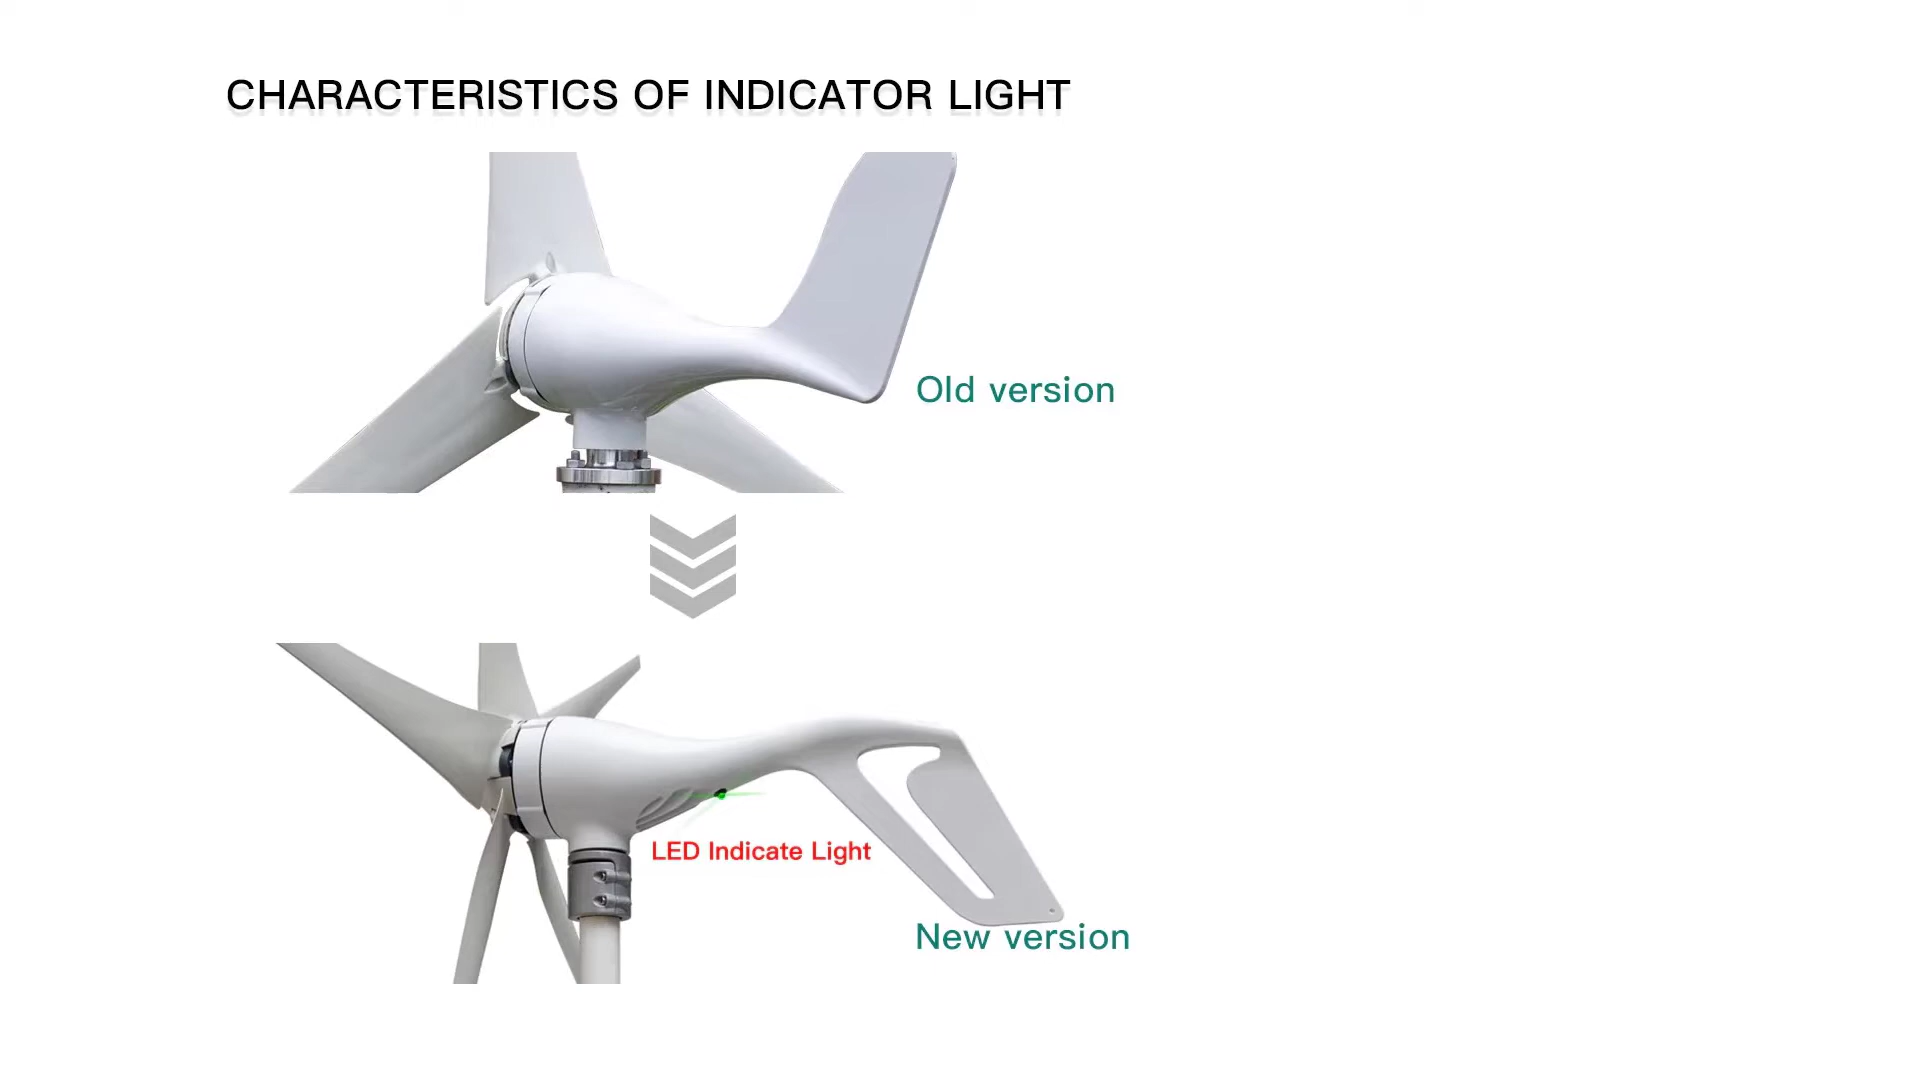 CHARACTERISTICS OF INDICATOR LIGHT
Old version
LED Indicate Light
New version